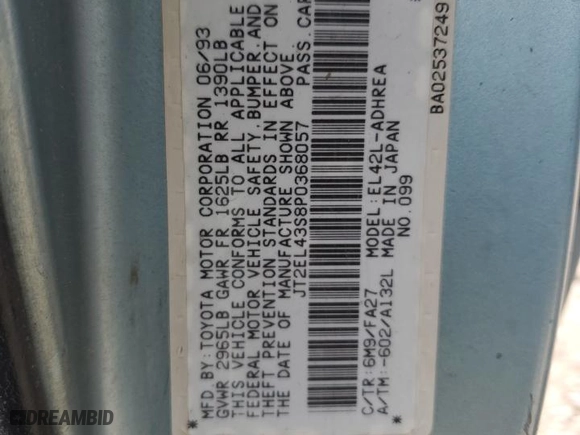 MFD.BY:TOYOTA MOTOR CORPORATION 06/93
GVWR 2965LB GAWR FR 1625LB RR 1390LB
THIS VEHICLE CONFORMS TO ALL APPLICABLE
FEDERAL MOTOR VEHICLE SAFETY, BUMPER, AND
THEFT PREVENTION STANDARDS IN EFFECT ON
THE DATE OF MANUFACTURE SHOWN ABOVE.
JT2EL43S8P0368057 PASS.CAR
C/TR:6M9/FA27 MODEL:EL42L-ADHREA
A/TM:-602/A132L MADE IN JAPAN
NO.099
BA02537249
DREAMBID